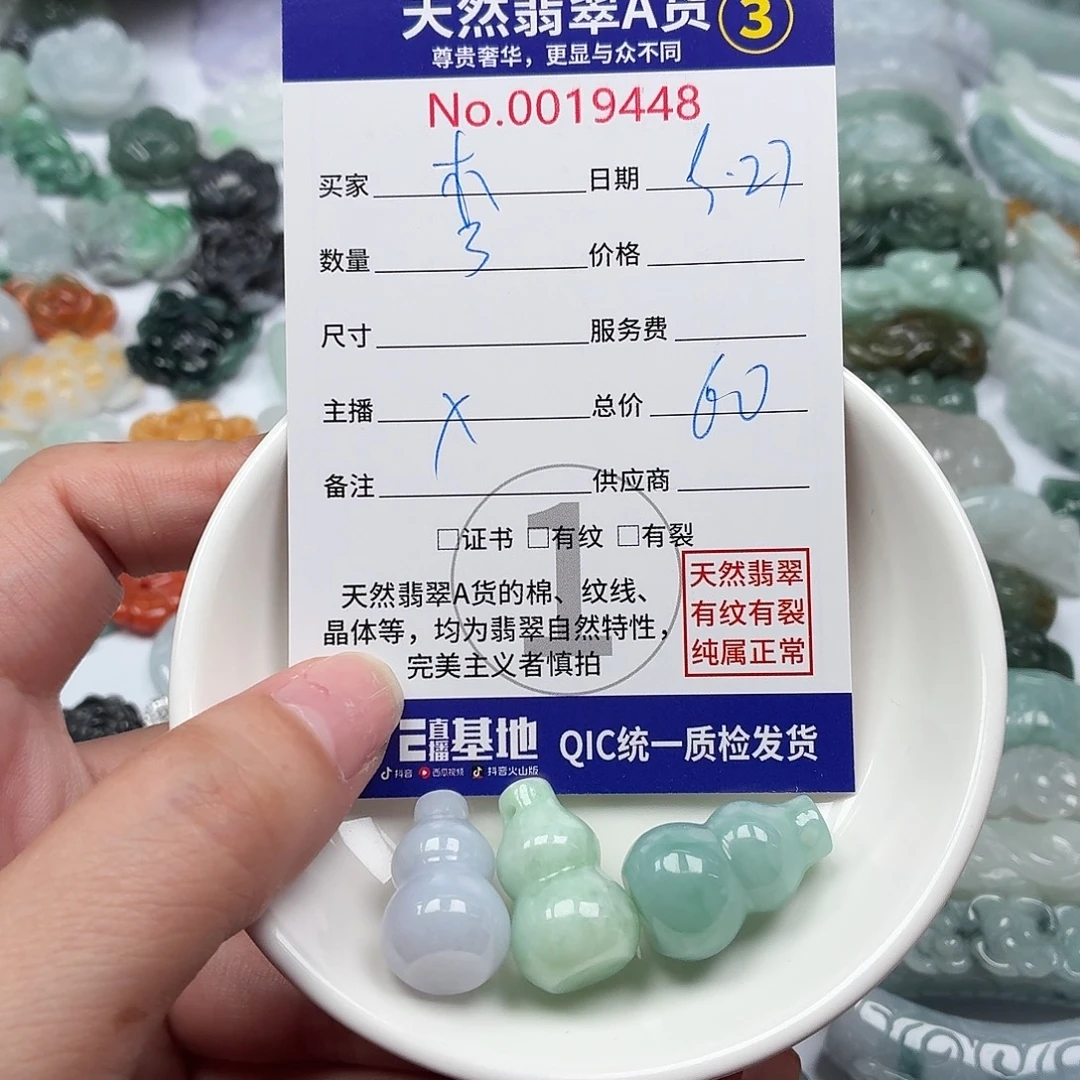 天然翡翠A货 3
尊贵奢华，更显与众不同
No.0019448
买家 日期 5.27
数量 3 价格
尺寸 服务费
主播 X 总价 60
备注 供应商
□证书 □有纹 □有裂
1
天然翡翠A货的棉、纹线、
晶体等，均为翡翠自然特性，
完美主义者慎拍
天然翡翠
有纹有裂
纯属正常
直播基地 QIC统一质检发货
抖音 西瓜视频 抖音火山版